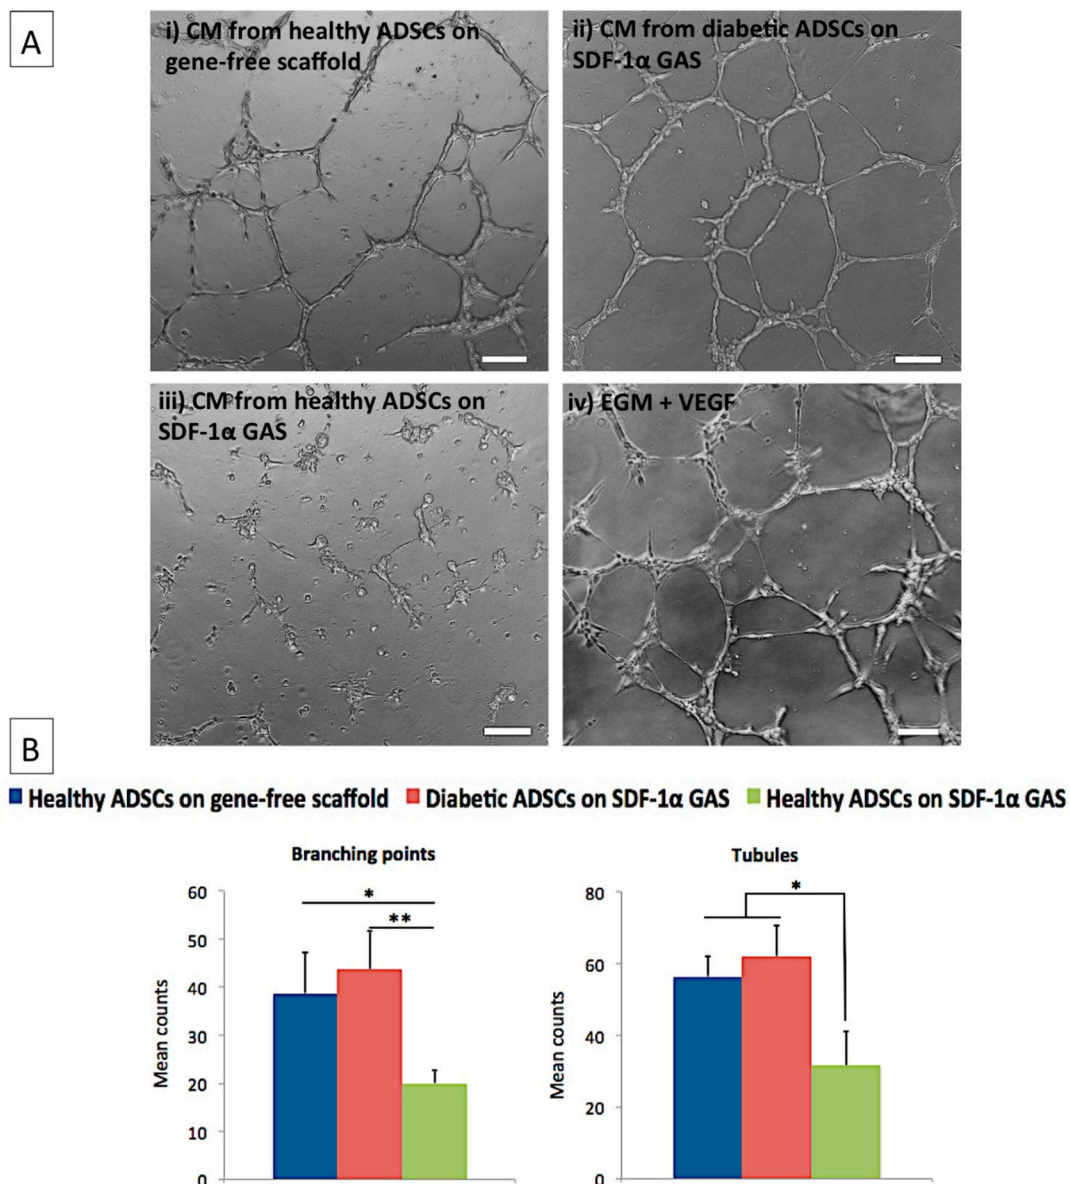 A
i) CM from healthy ADSCs on
gene-free scaffold
ii) CM from diabetic ADSCs on
SDF-1α GAS
iii) CM from healthy ADSCs on
SDF-1α GAS
iv) EGM + VEGF
B
Healthy ADSCs on gene-free scaffold Diabetic ADSCs on SDF-1α GAS Healthy ADSCs on SDF-1α GAS
Branching points
Mean counts
60
50
40
30
20
10
0
*
**
Tubules
Mean counts
80
60
40
20
0
*